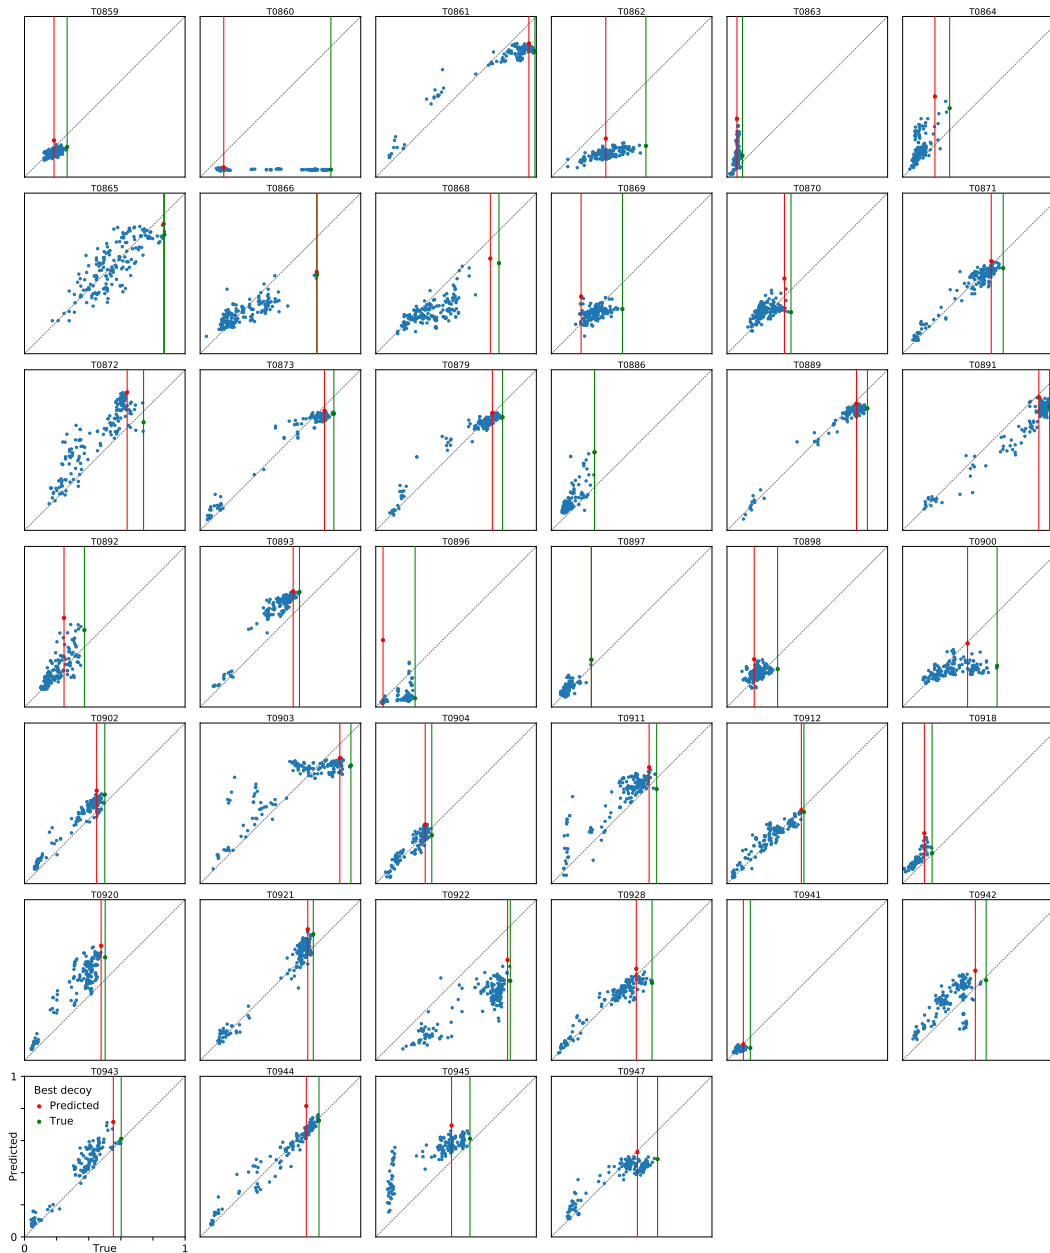 T0859 T0860 T0861 T0862 T0863 T0864
T0865 T0866 T0868 T0869 T0870 T0871
T0872 T0873 T0879 T0886 T0889 T0891
T0892 T0893 T0896 T0897 T0898 T0900
T0902 T0903 T0904 T0911 T0912 T0918
T0920 T0921 T0922 T0928 T0941 T0942
T0943 T0944 T0945 T0947
1
Best decoy
Predicted
True
Predicted
0
0 True 1